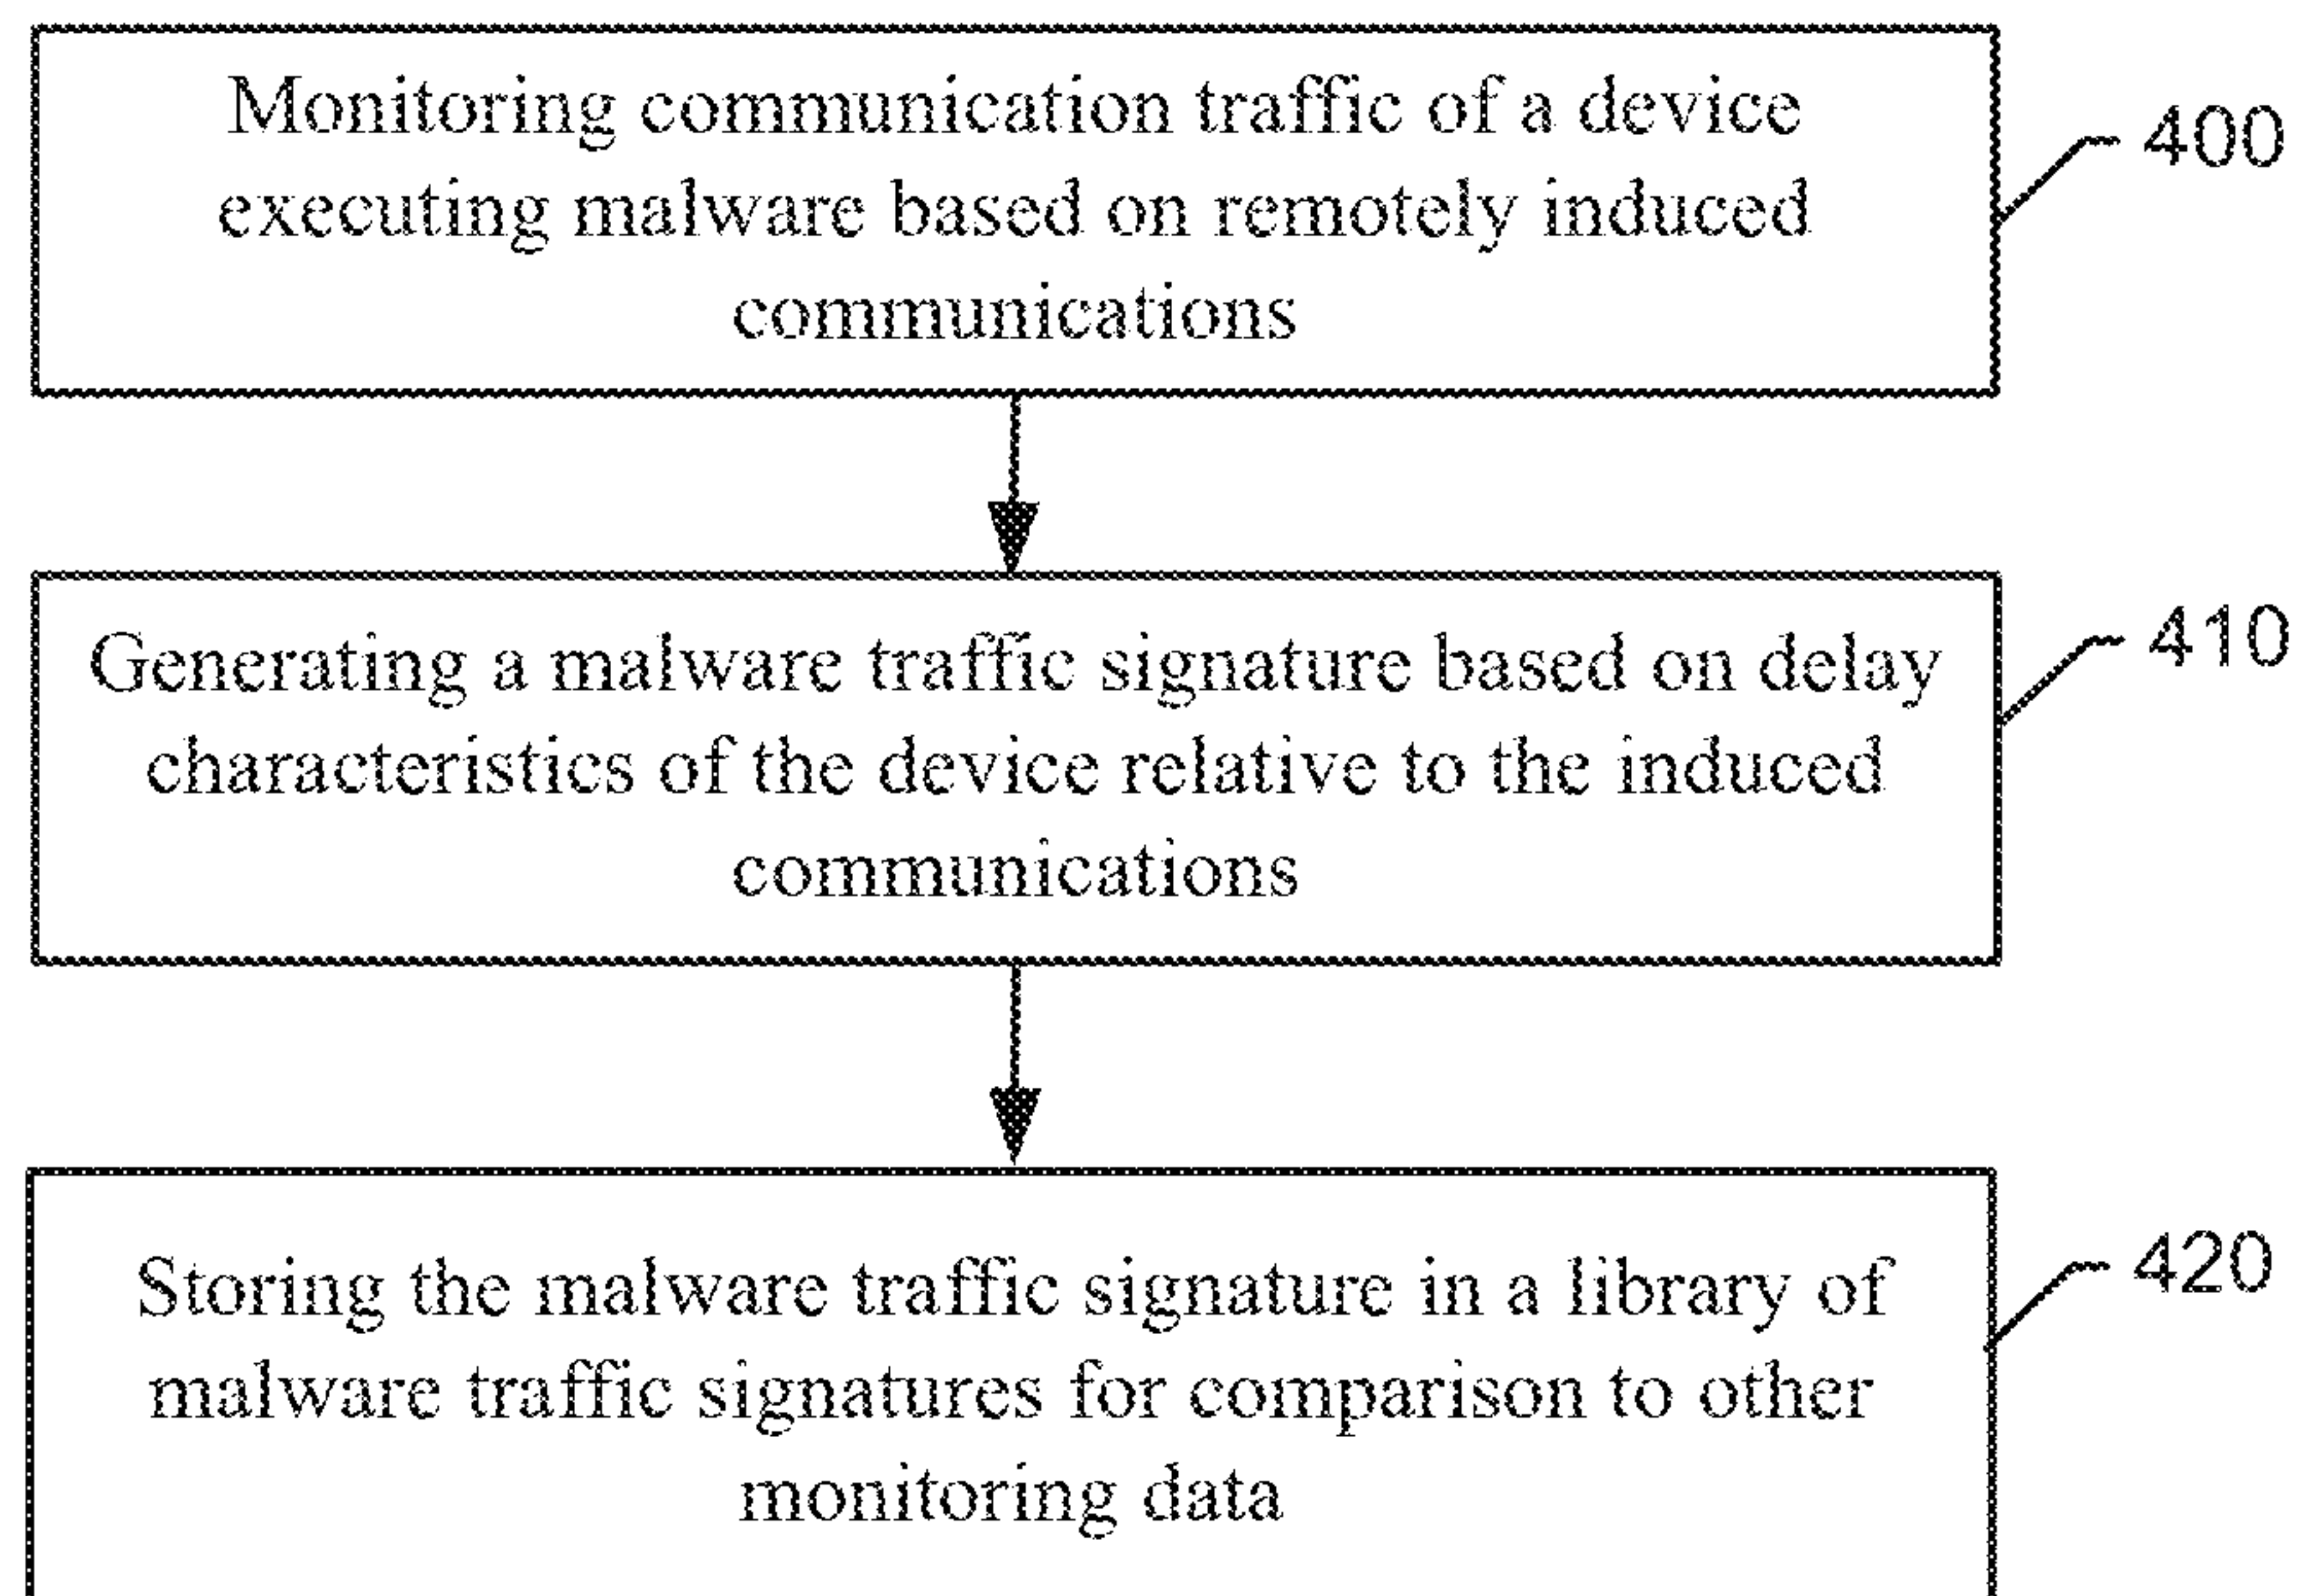 Monitoring communication traffic of a device
executing malware based on remotely induced
communications
400
Generating a malware traffic signature based on delay
characteristics of the device relative to the induced
communications
410
Storing the malware traffic signature in a library of
malware traffic signatures for comparison to other
monitoring data
420